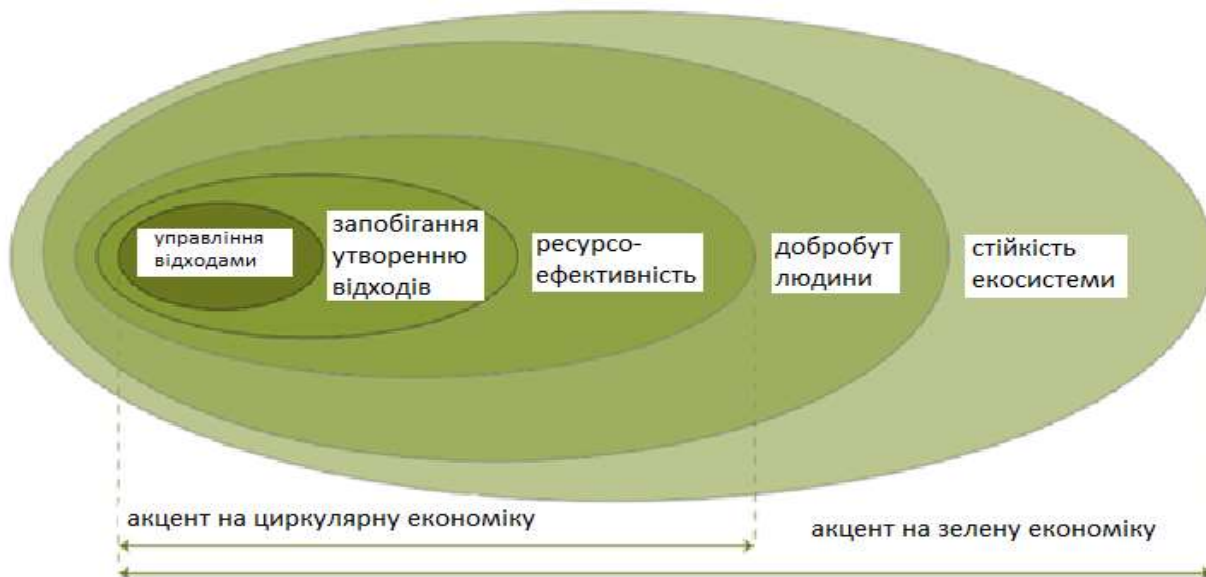 управління
відходами
запобігання
утворенню
відходів
ресурсо-
ефективність
добробут
людини
стійкість
екосистеми
акцент на циркулярну економіку
акцент на зелену економіку